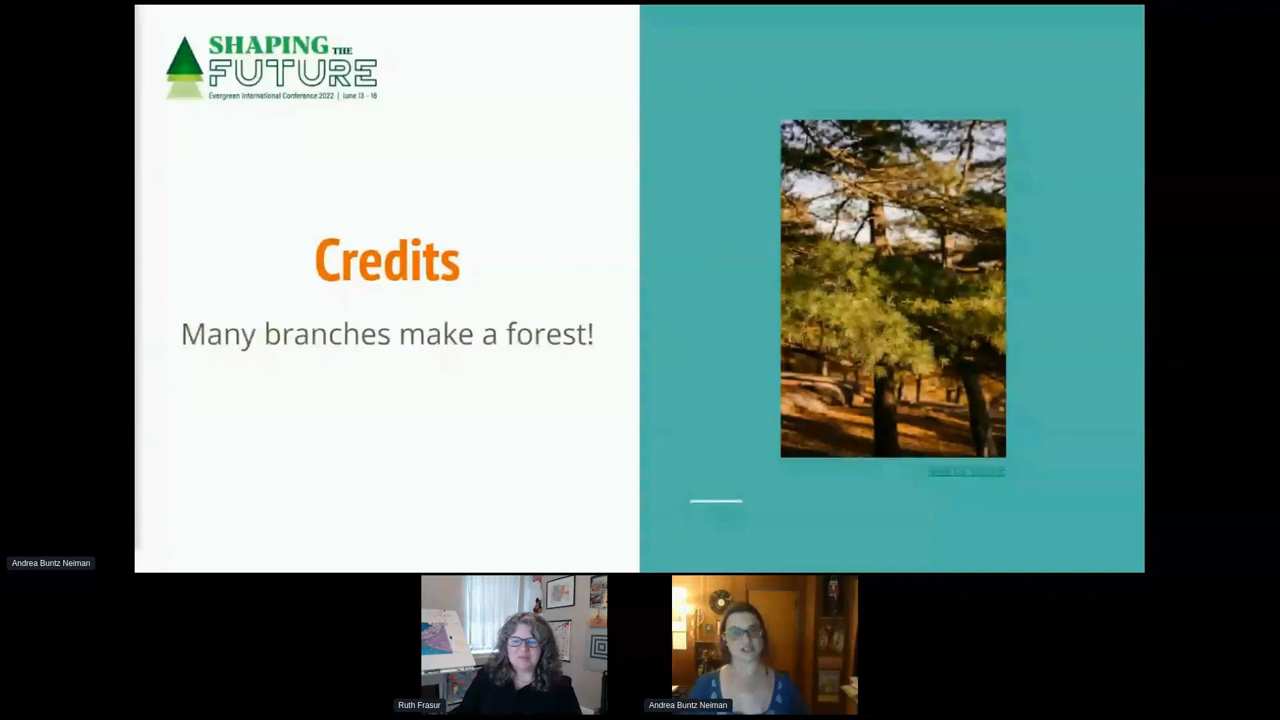 SHAPING THE
FUTURE
Evergreen International Conference 2022 | June 13 - 16
Credits
Many branches make a forest!
Andrea Buntz Neiman
Ruth Frasur
Andrea Buntz Neiman